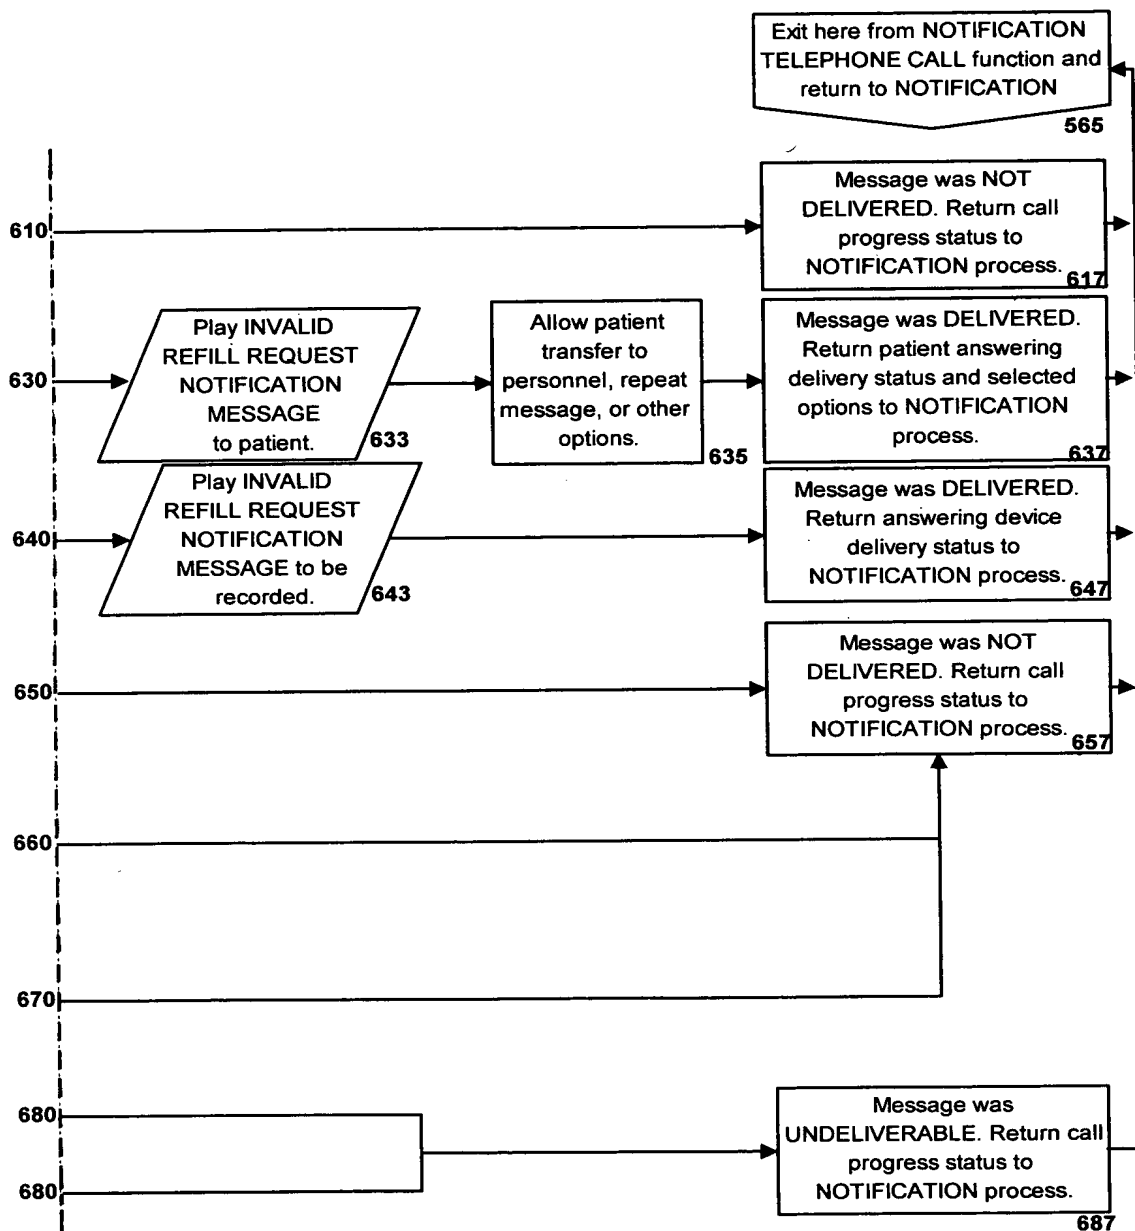 Exit here from NOTIFICATION
TELEPHONE CALL function and
return to NOTIFICATION
565
610
Message was NOT
DELIVERED. Return call
progress status to
NOTIFICATION process.
617
630
Play INVALID
REFILL REQUEST
NOTIFICATION
MESSAGE
to patient.
633
Allow patient
transfer to
personnel, repeat
message, or other
options.
635
Message was DELIVERED.
Return patient answering
delivery status and selected
options to NOTIFICATION
process.
637
640
Play INVALID
REFILL REQUEST
NOTIFICATION
MESSAGE to be
recorded.
643
Message was DELIVERED.
Return answering device
delivery status to
NOTIFICATION process.
647
650
Message was NOT
DELIVERED. Return call
progress status to
NOTIFICATION process.
657
660
670
680
680
Message was
UNDELIVERABLE. Return call
progress status to
NOTIFICATION process.
687